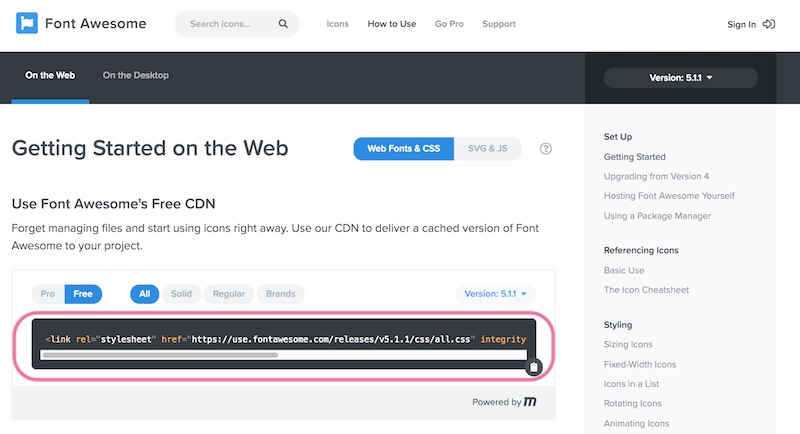 Font Awesome
Search icons...
Icons
How to Use
Go Pro
Support
Sign In
On the Web
On the Desktop
Version: 5.1.1
Getting Started on the Web
Web Fonts & CSS
SVG & JS
?
Use Font Awesome's Free CDN
Forget managing files and start using icons right away. Use our CDN to deliver a cached version of Font
Awesome to your project.
Pro
Free
All
Solid
Regular
Brands
Version: 5.1.1
<link rel="stylesheet" href="https://use.fontawesome.com/releases/v5.1.1/css/all.css" integrity
Powered by m
Set Up
Getting Started
Upgrading from Version 4
Hosting Font Awesome Yourself
Using a Package Manager
Referencing Icons
Basic Use
The Icon Cheatsheet
Styling
Sizing Icons
Fixed-Width Icons
Icons in a List
Rotating Icons
Animating Icons